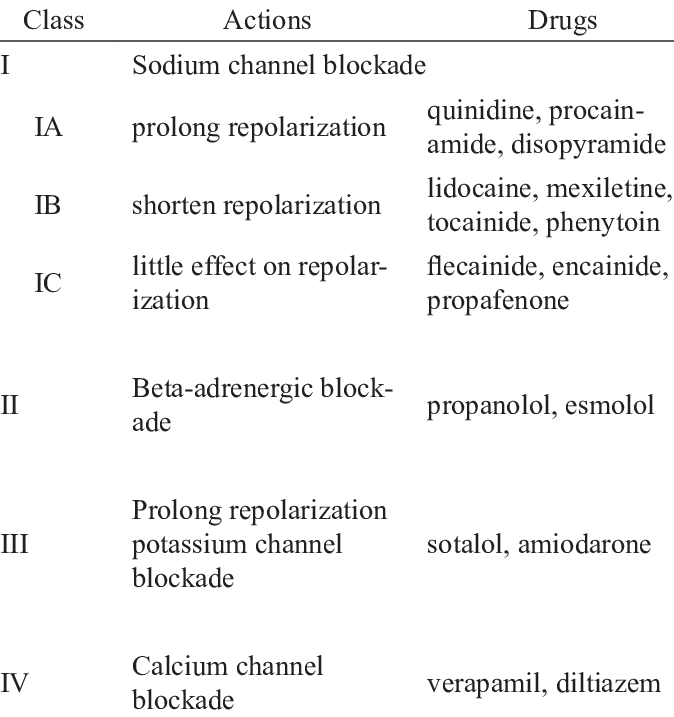 Class Actions Drugs
I Sodium channel blockade
IA prolong repolarization quinidine, procain-
amide, disopyramide
IB shorten repolarization lidocaine, mexiletine,
tocainide, phenytoin
IC little effect on repolar-
ization flecainide, encainide,
propafenone
II Beta-adrenergic block-
ade propanolol, esmolol
III Prolong repolarization
potassium channel
blockade sotalol, amiodarone
IV Calcium channel
blockade verapamil, diltiazem